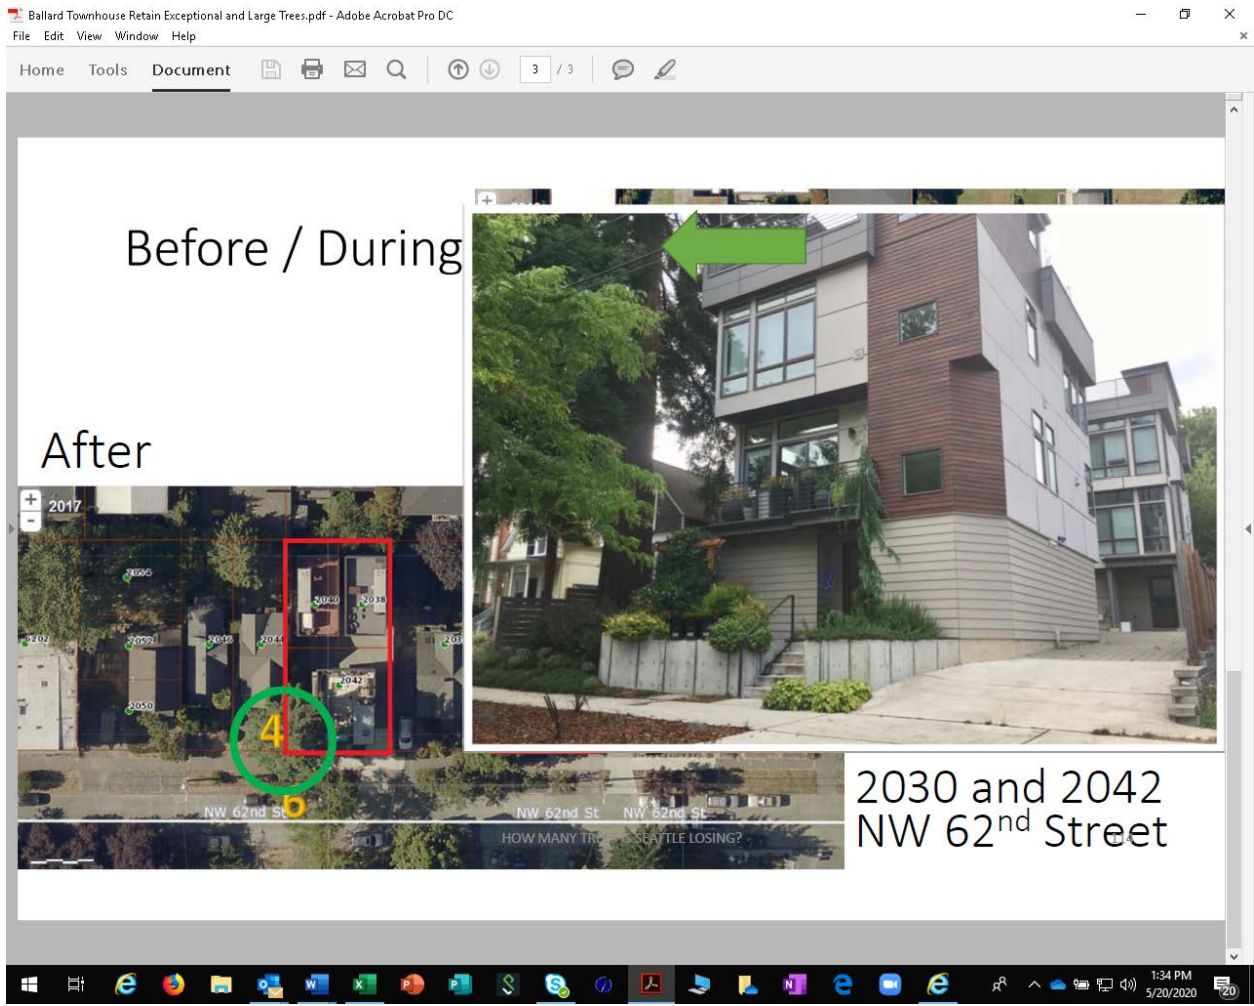 Ballard Townhouse Retain Exceptional and Large Trees.pdf - Adobe Acrobat Pro DC
File Edit View Window Help
Home Tools Document 3 / 3
Before / During
After
+ 2017
-
+
2054
2040 2038
6202 2052 2046 2044 203
2042
2050
4
6
NW 62nd St NW 62nd St NW 62nd St
HOW MANY TREES IS SEATTLE LOSING?
2030 and 2042
NW 62nd Street
1:34 PM
5/20/2020 20